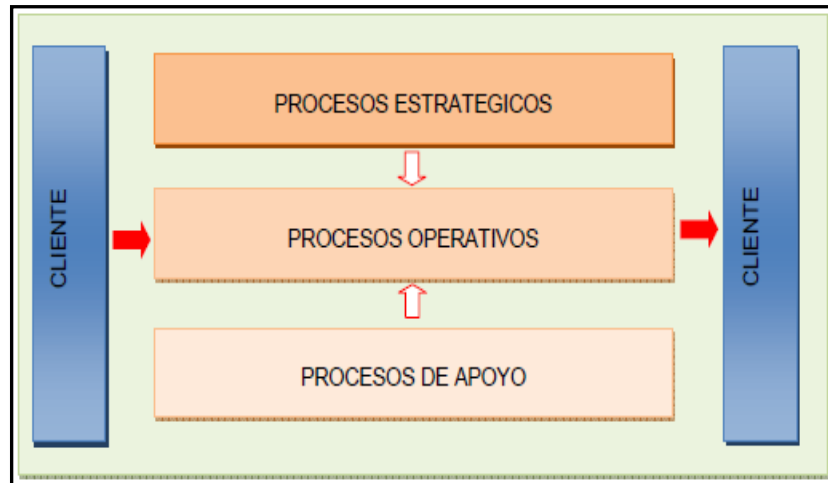 CLIENTE
PROCESOS ESTRATEGICOS
PROCESOS OPERATIVOS
PROCESOS DE APOYO
CLIENTE